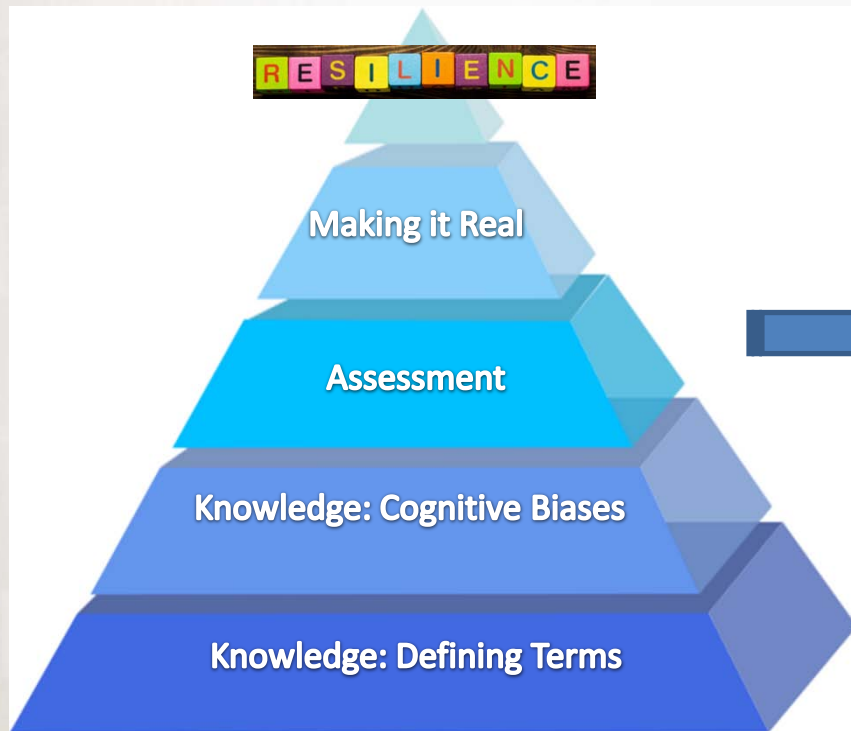 RESILIENCE
Making it Real
Assessment
Knowledge: Cognitive Biases
Knowledge: Defining Terms